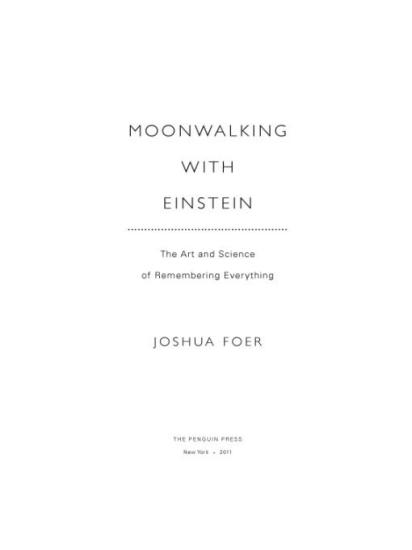 MOONWALKING
WITH
EINSTEIN
The Art and Science
of Remembering Everything
JOSHUA FOER
THE PENGUIN PRESS
New York • 2011